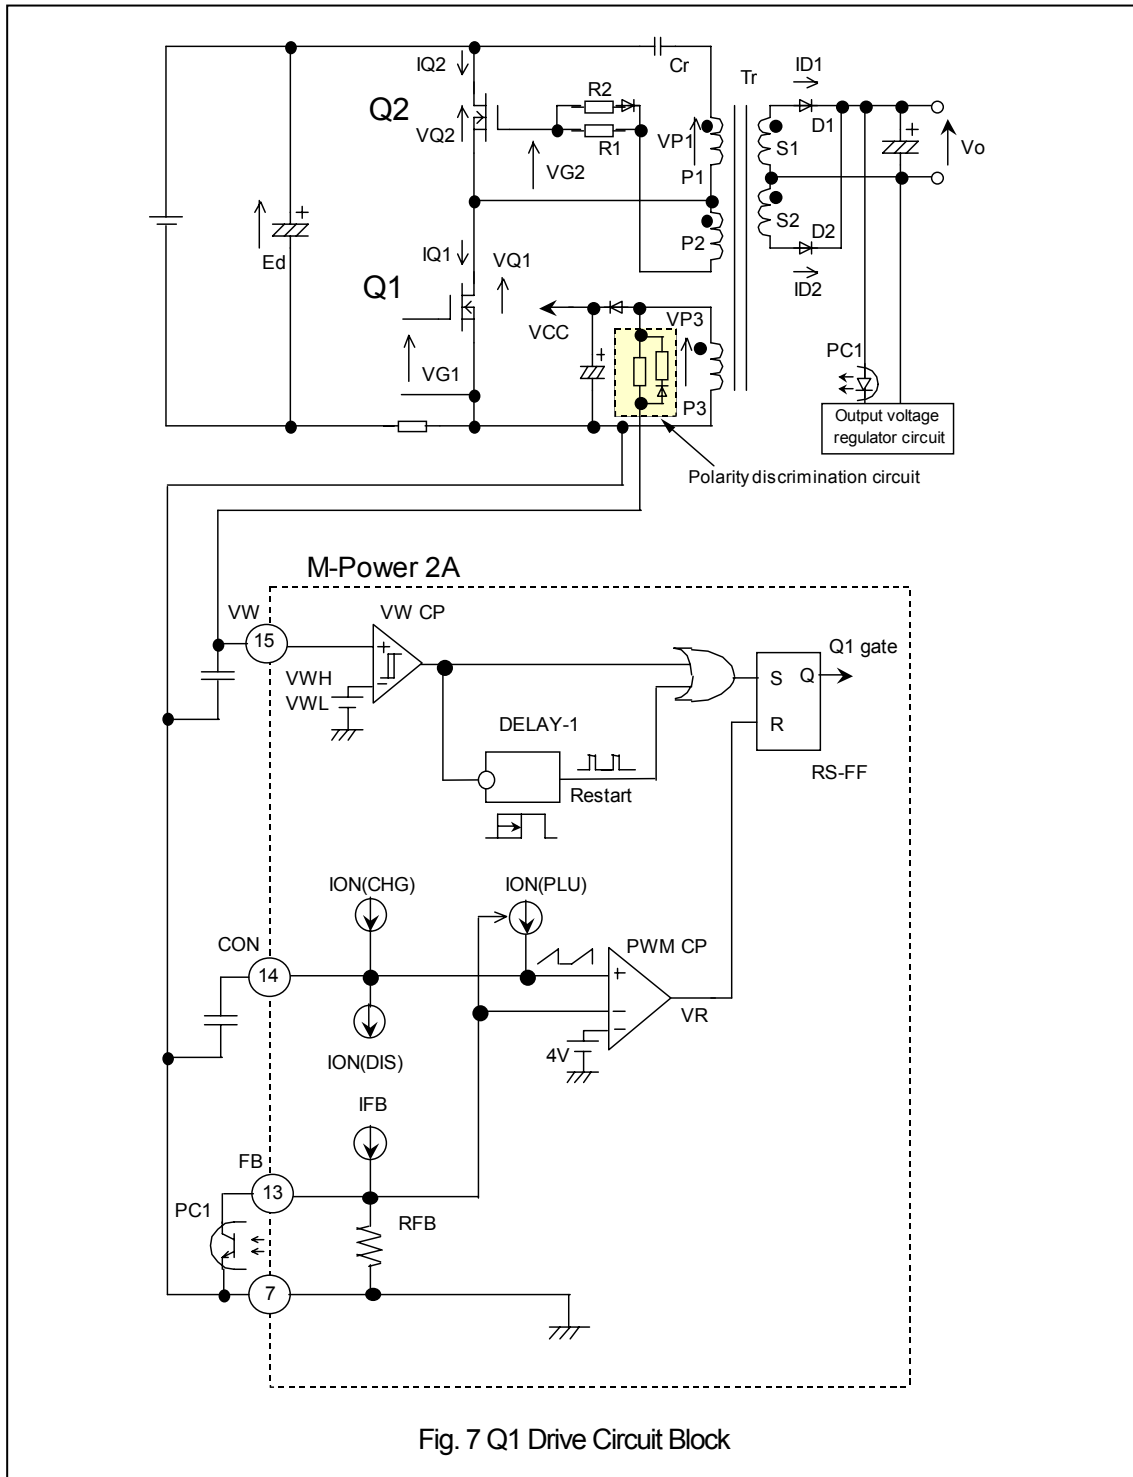 IQ2
Cr
Tr
ID1
R2
Q2
VQ2
R1
VP1
D1
S1
Vo
VG2
P1
S2
P2
D2
Ed
IQ1
VQ1
ID2
Q1
VCC
VP3
PC1
VG1
P3
Output voltage
regulator circuit
Polarity discrimination circuit
M-Power 2A
VW
VW CP
15
Q1 gate
VWH
VWL
S
Q
DELAY-1
R
Restart
RS-FF
ION(CHG)
ION(PLU)
CON
PWM CP
14
VR
4V
ION(DIS)
IFB
FB
13
PC1
RFB
7
Fig. 7 Q1 Drive Circuit Block